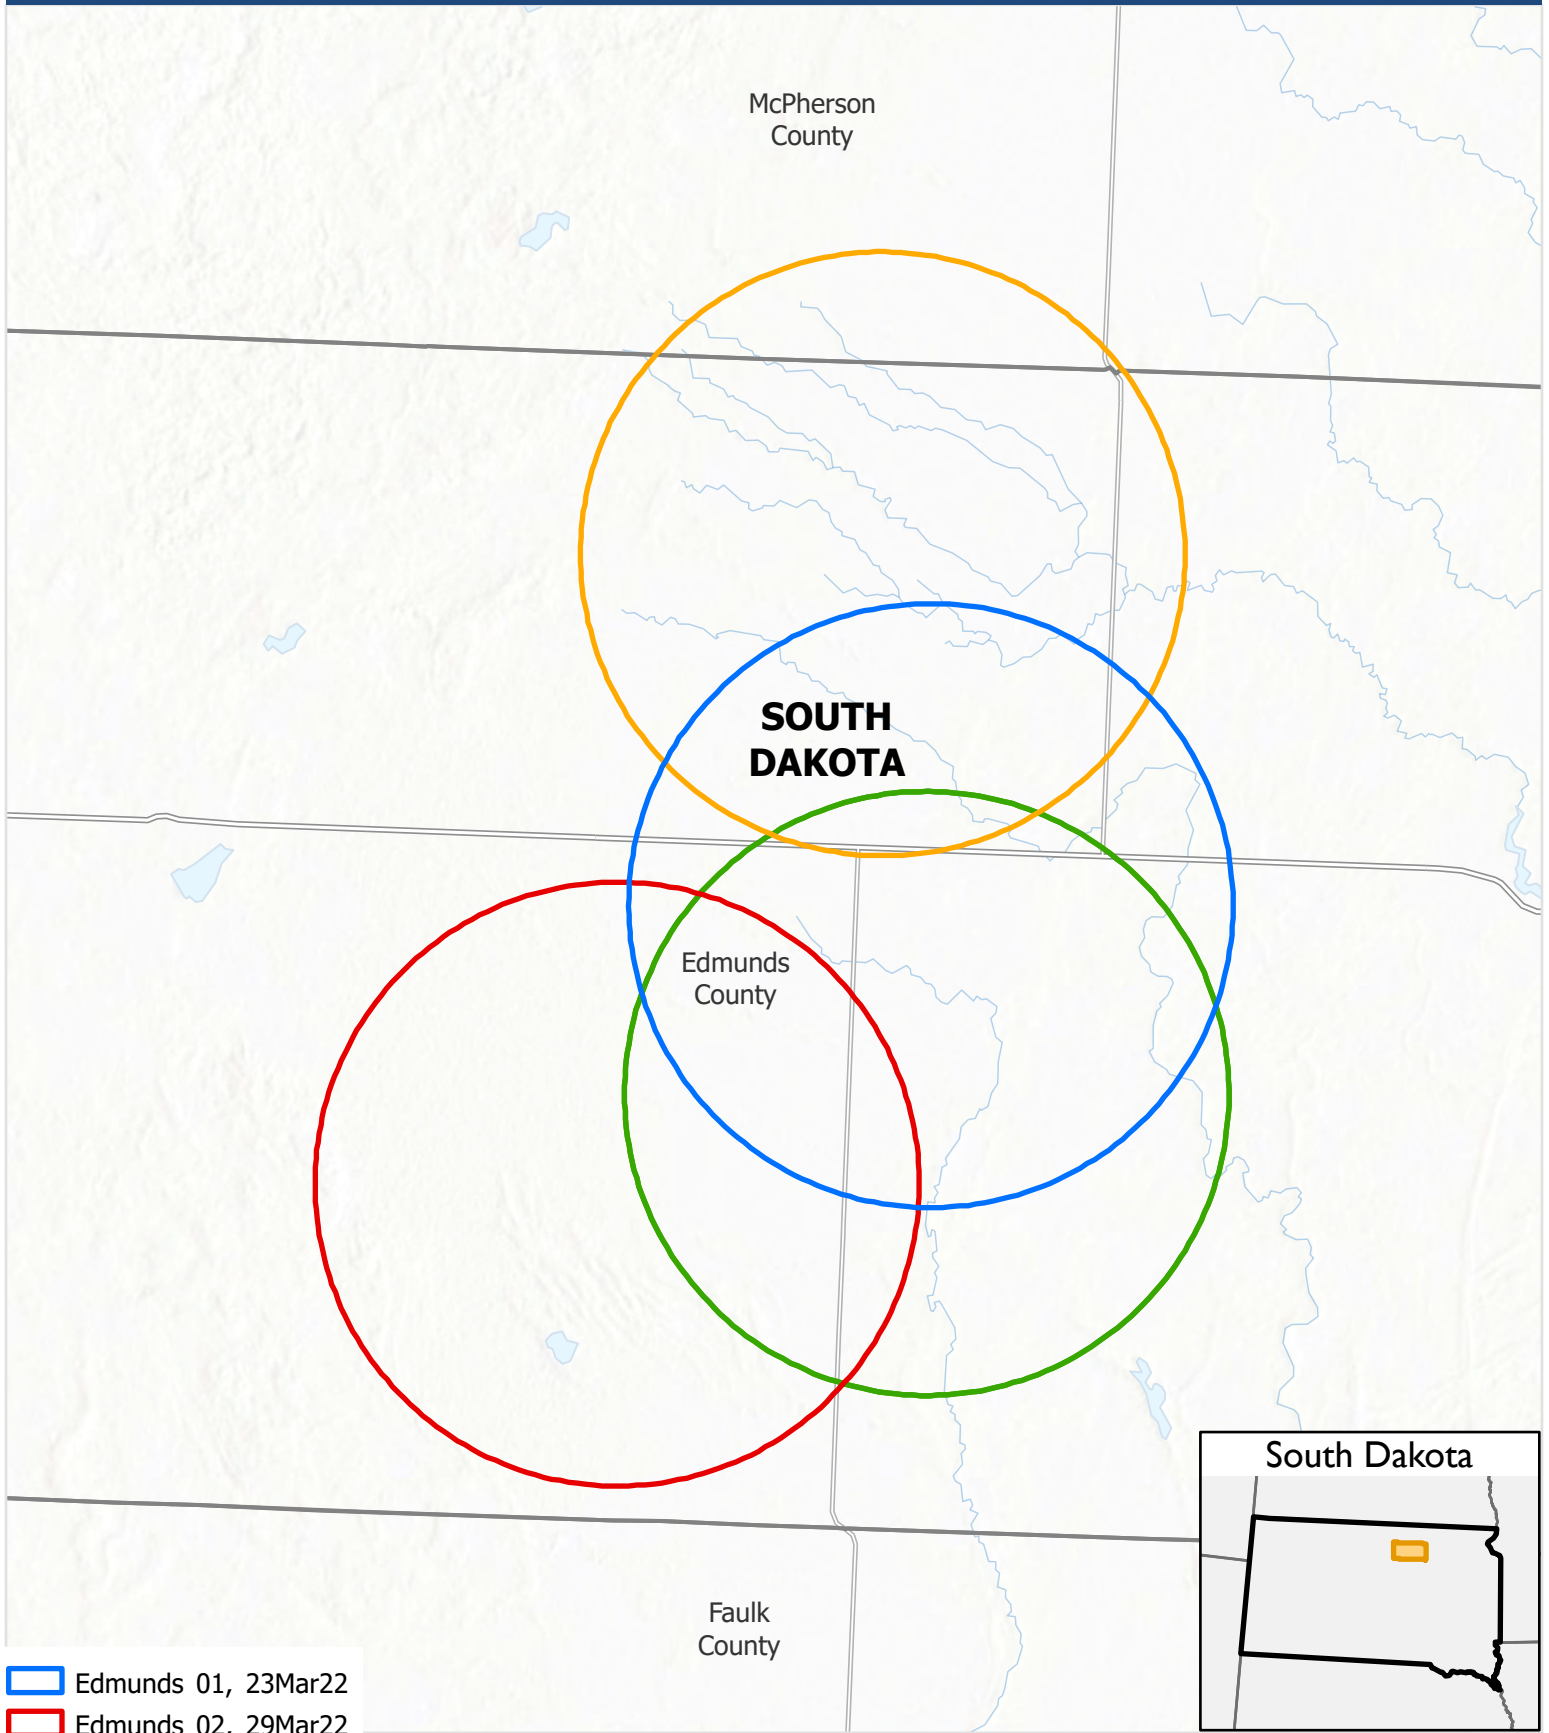 McPherson
County
SOUTH
DAKOTA
Edmunds
County
South Dakota
Faulk
County
Edmunds 01, 23Mar22
Edmunds 02, 29Mar22